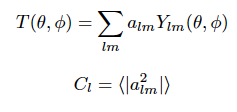 T(θ, ϕ) = ∑_{lm} a_{lm} Y_{lm}(θ, ϕ)
C_l = ⟨|a_{lm}^2|⟩